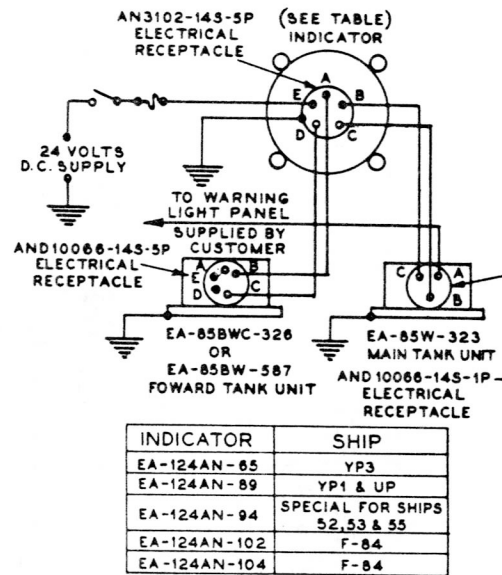 AN3102-14S-5P
ELECTRICAL
RECEPTACLE
(SEE TABLE)
INDICATOR
A
E
B
D
C
24 VOLTS
D.C. SUPPLY
TO WARNING
LIGHT PANEL
SUPPLIED BY
CUSTOMER
AND10066-14S-5P
ELECTRICAL
RECEPTACLE
A
B
E
C
D
C
A
B
EA-85BWC-326
OR
EA-85BW-587
FOWARD TANK UNIT
EA-85W-323
MAIN TANK UNIT
AND10066-14S-1P
ELECTRICAL
RECEPTACLE
INDICATOR SHIP
EA-124AN-65 YP3
EA-124AN-89 YP1 & UP
EA-124AN-94 SPECIAL FOR SHIPS
52,53 & 55
EA-124AN-102 F-84
EA-124AN-104 F-84